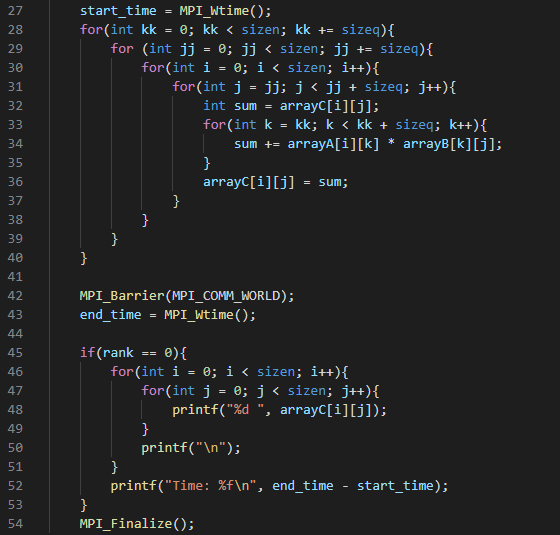 27 start_time = MPI_Wtime();
28 for(int kk = 0; kk < sizen; kk += sizeq){
29 for (int jj = 0; jj < sizen; jj += sizeq){
30 for(int i = 0; i < sizen; i++){
31 for(int j = jj; j < jj + sizeq; j++){
32 int sum = arrayC[i][j];
33 for(int k = kk; k < kk + sizeq; k++){
34 sum += arrayA[i][k] * arrayB[k][j];
35 }
36 arrayC[i][j] = sum;
37 }
38 }
39 }
40 }
41
42 MPI_Barrier(MPI_COMM_WORLD);
43 end_time = MPI_Wtime();
44
45 if(rank == 0){
46 for(int i = 0; i < sizen; i++){
47 for(int j = 0; j < sizen; j++){
48 printf("%d ", arrayC[i][j]);
49 }
50 printf("\n");
51 }
52 printf("Time: %f\n", end_time - start_time);
53 }
54 MPI_Finalize();